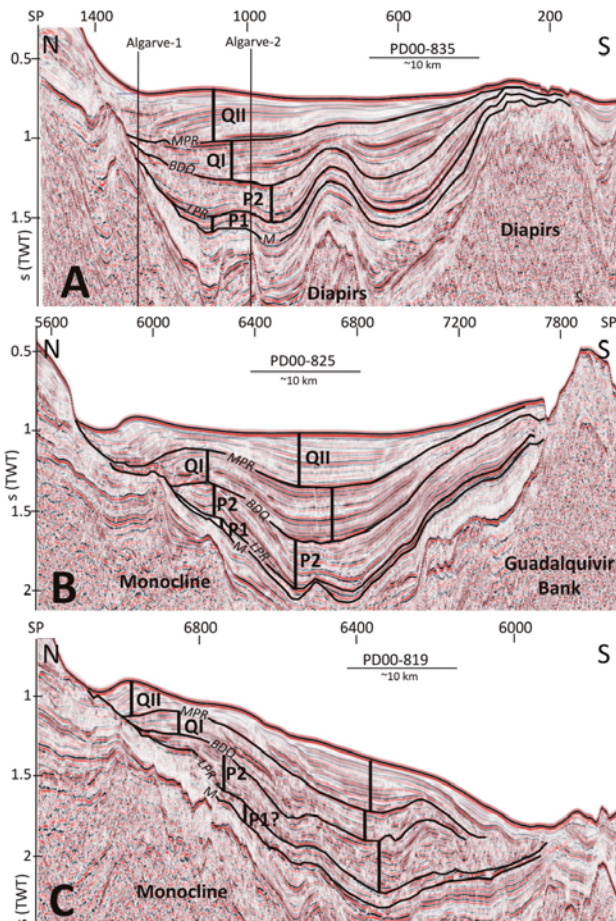 SP 1400 1000 600 200
N Algarve-1 Algarve-2 PD00-835 S
~10 km
0.5
QII
1
MPR
QI
BDQ
P2
LPR
P1
1.5
M
s (TWT)
Diapirs
Diapirs
A
5600 6000 6400 6800 7200 7800 SP
N S
0.5
PD00-825
~10 km
1
QI MPR QII
P2 BDQ
1.5
P1
LPR
M
P2
s (TWT)
2
Monocline
Guadalquivir
Bank
B
SP 6800 6400 6000
N S
PD00-819
~10 km
1
QII
MPR
QI
BDQ
1.5
LPR
P2
M
P1?
2
s (TWT)
Monocline
C